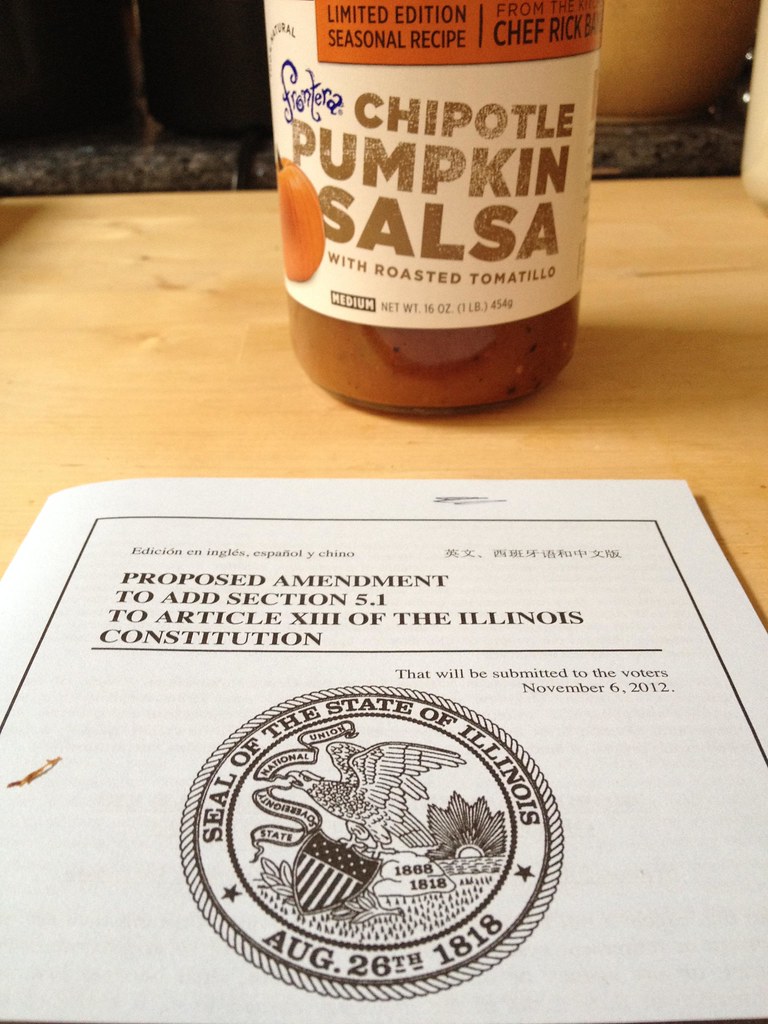 NATURAL
LIMITED EDITION
SEASONAL RECIPE
FROM THE
CHEF RICK
frontera®
CHIPOTLE
PUMPKIN
SALSA
WITH ROASTED TOMATILLO
MEDIUM NET WT. 16 OZ. (1 LB.) 454g
Edición en inglés, español y chino
英文、西班牙语和中文版
PROPOSED AMENDMENT
TO ADD SECTION 5.1
TO ARTICLE XIII OF THE ILLINOIS
CONSTITUTION
That will be submitted to the voters
November 6, 2012.
SEAL OF THE STATE OF ILLINOIS
NATIONAL UNION
STATE SOVEREIGNTY
1868
1818
AUG. 26TH 1818